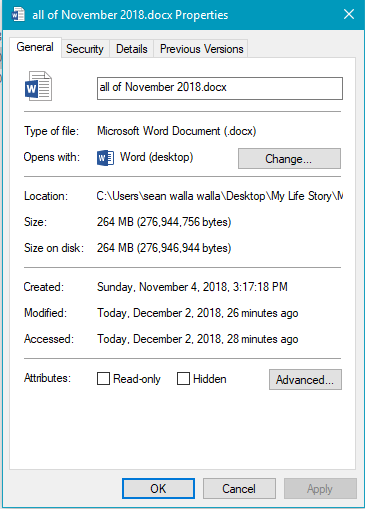 all of November 2018.docx Properties
General Security Details Previous Versions
all of November 2018.docx
Type of file: Microsoft Word Document (.docx)
Opens with: Word (desktop) Change...
Location: C:\Users\sean walla walla\Desktop\My Life Story\M
Size: 264 MB (276,944,756 bytes)
Size on disk: 264 MB (276,946,944 bytes)
Created: Sunday, November 4, 2018, 3:17:18 PM
Modified: Today, December 2, 2018, 26 minutes ago
Accessed: Today, December 2, 2018, 28 minutes ago
Attributes: Read-only Hidden Advanced...
OK Cancel Apply